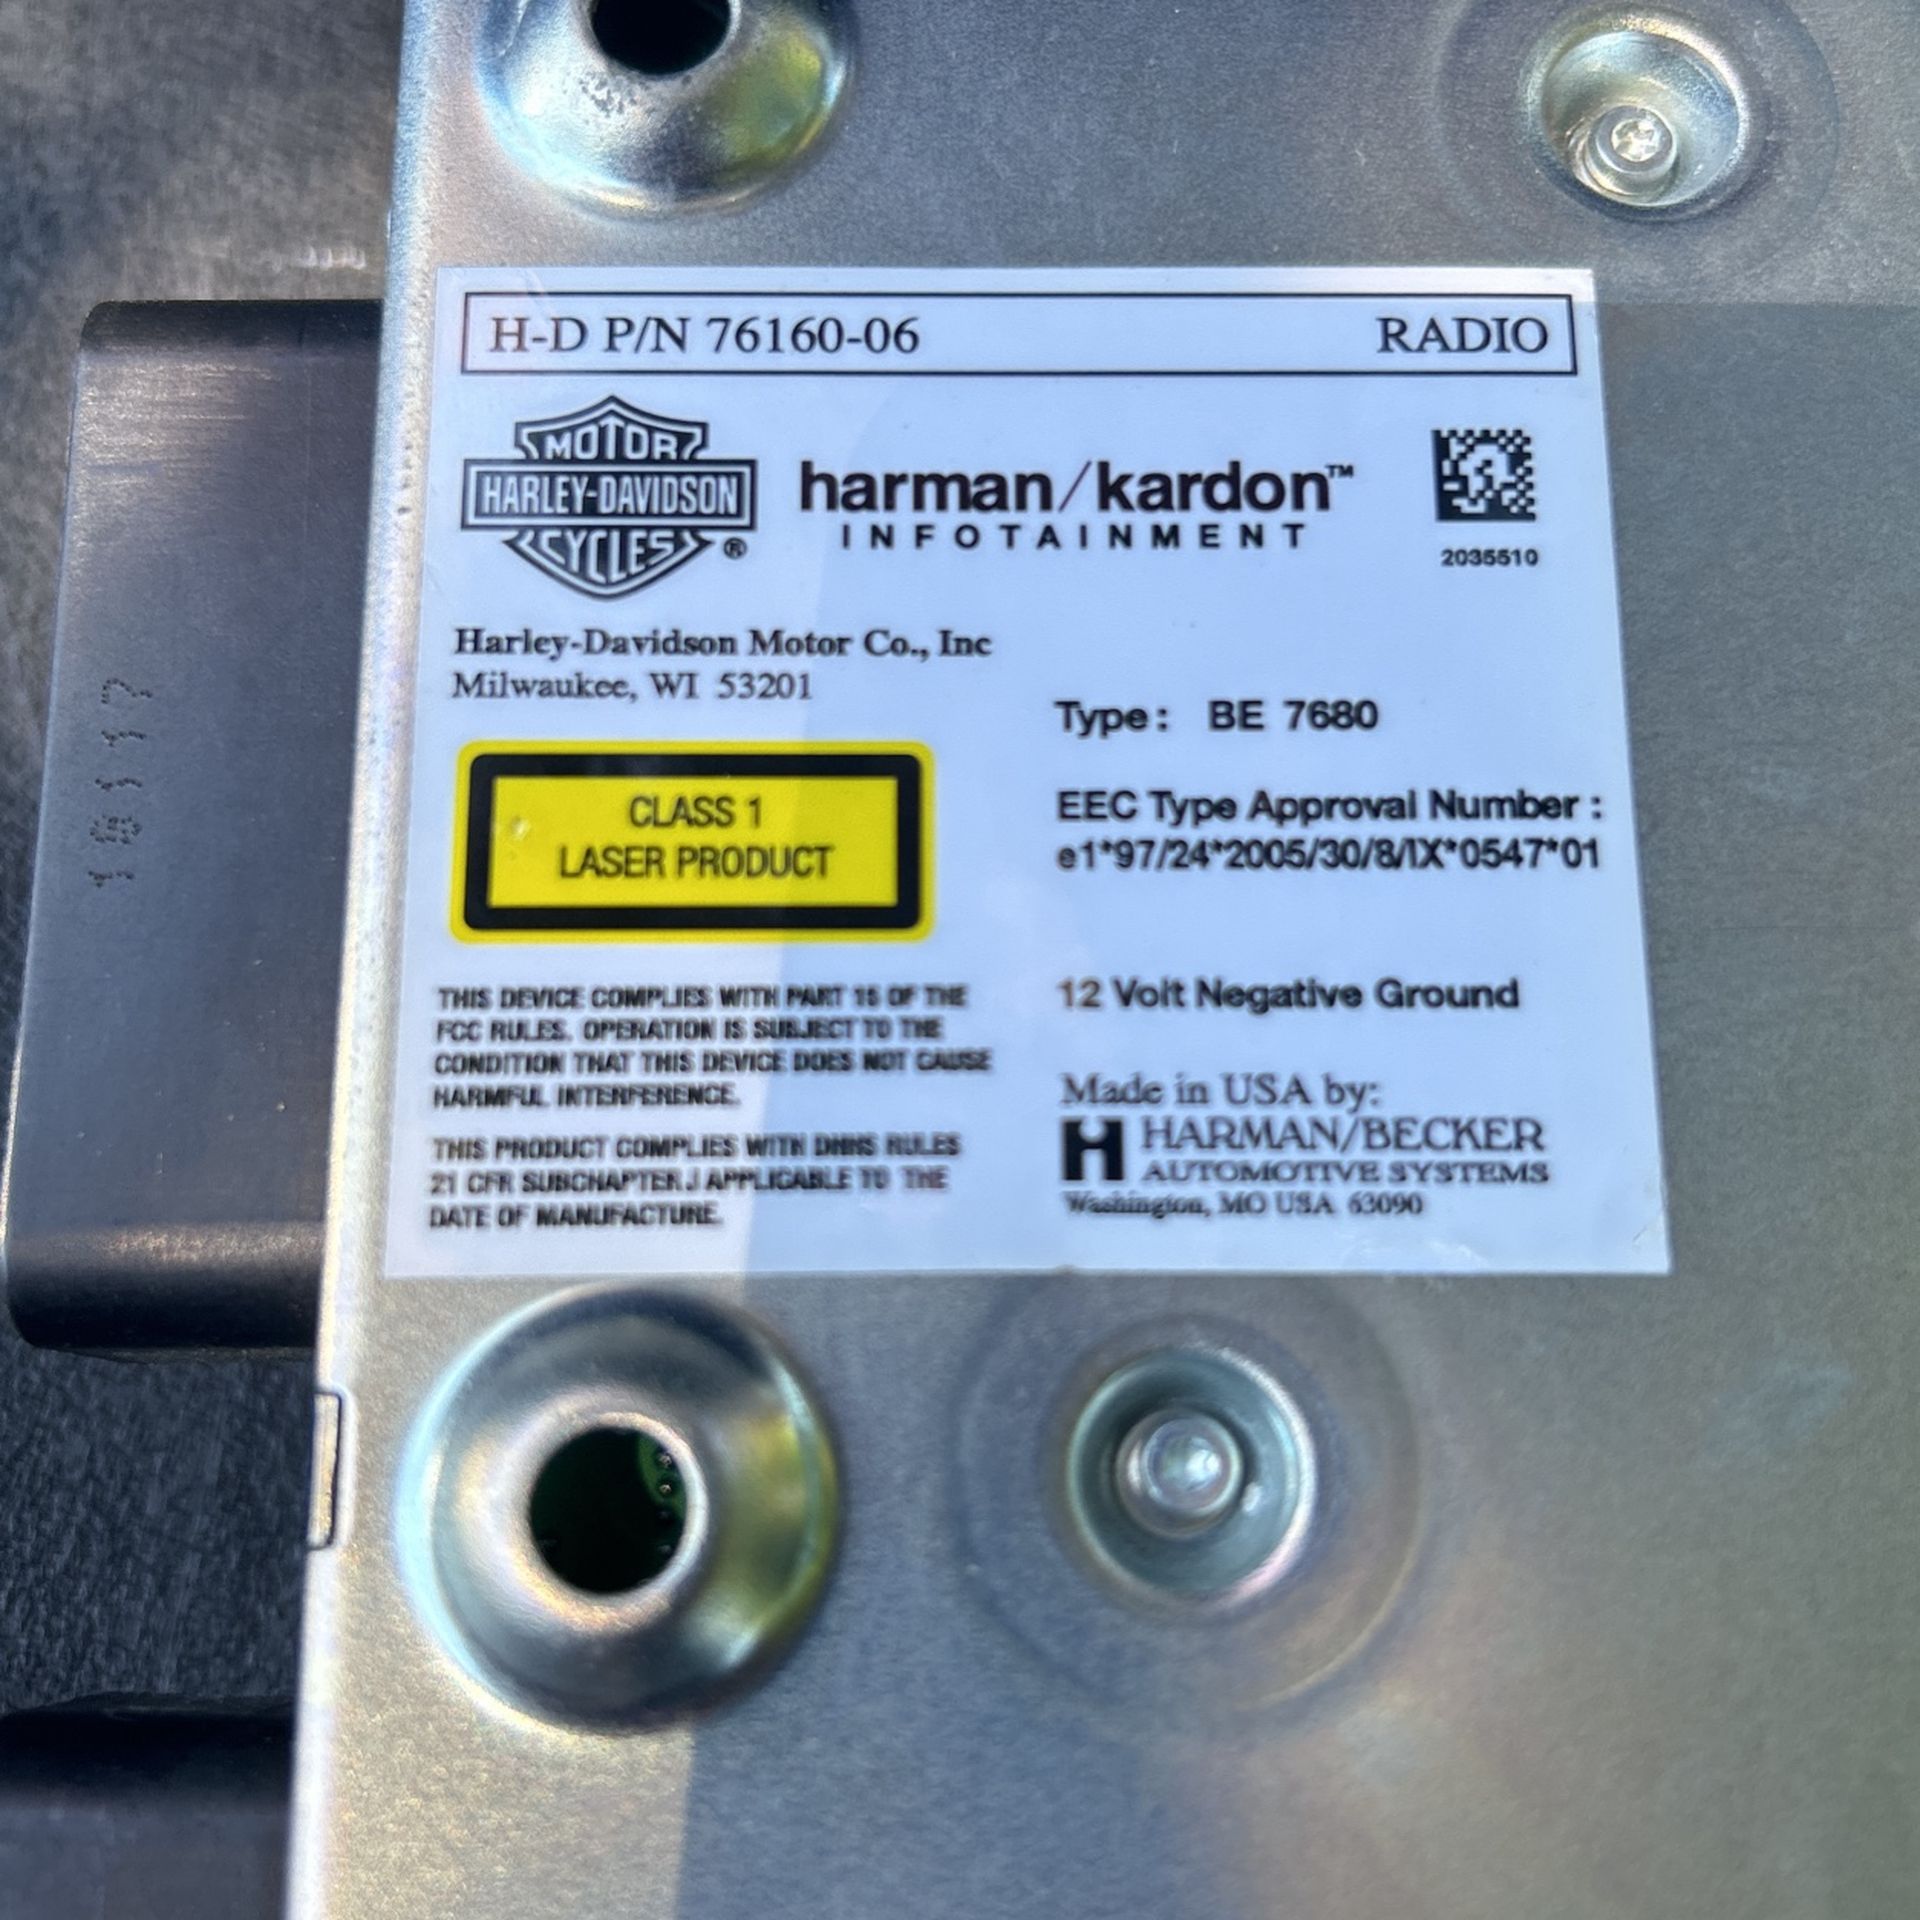 H-D P/N 76160-06 RADIO
MOTOR
HARLEY-DAVIDSON
CYCLES ®
harman/kardon™
INFOTAINMENT
2035510
Harley-Davidson Motor Co., Inc
Milwaukee, WI 53201
Type: BE 7680
CLASS 1
LASER PRODUCT
EEC Type Approval Number :
e1*97/24*2005/30/8/IX*0547*01
THIS DEVICE COMPLIES WITH PART 15 OF THE
FCC RULES. OPERATION IS SUBJECT TO THE
CONDITION THAT THIS DEVICE DOES NOT CAUSE
HARMFUL INTERFERENCE.
THIS PRODUCT COMPLIES WITH DHHS RULES
21 CFR SUBCHAPTER J APPLICABLE TO THE
DATE OF MANUFACTURE.
12 Volt Negative Ground
Made in USA by:
HARMAN/BECKER
AUTOMOTIVE SYSTEMS
Washington, MO USA 63090